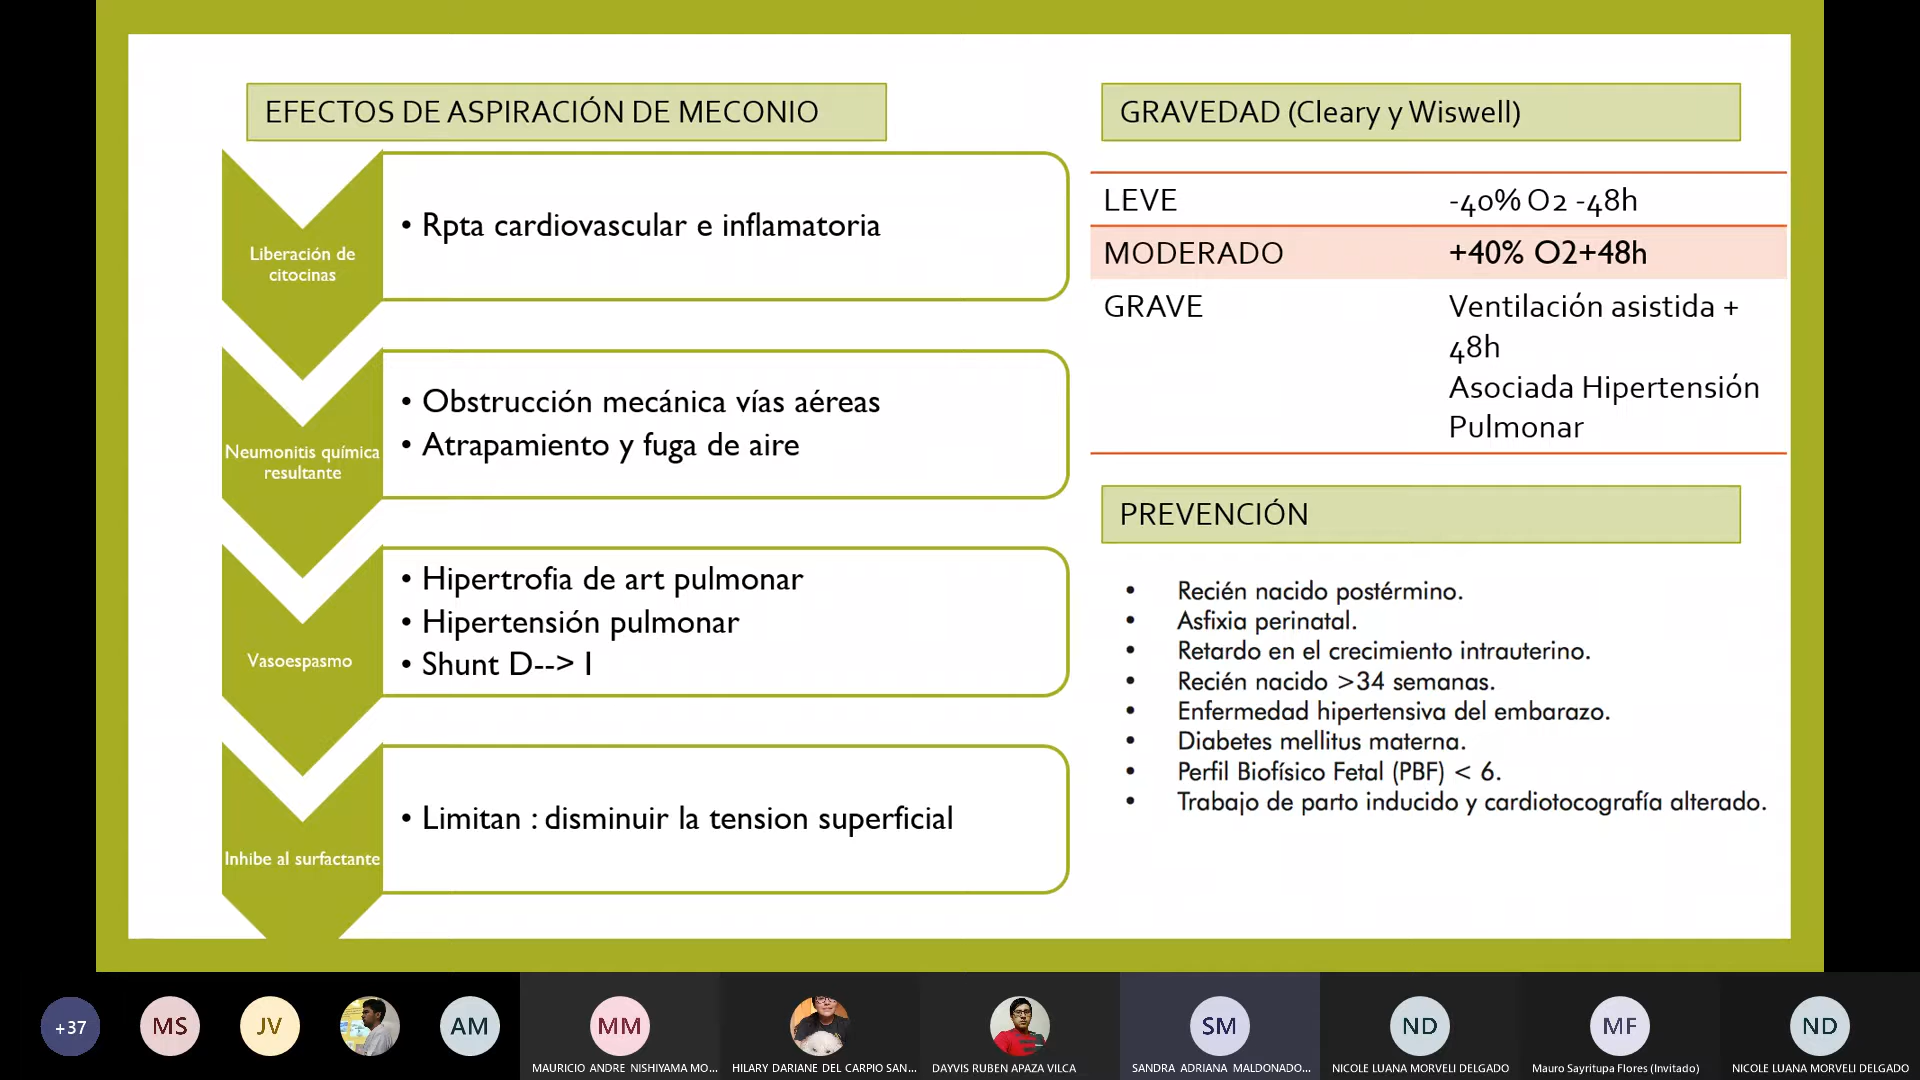 EFECTOS DE ASPIRACIÓN DE MECONIO
Liberación de
citocinas
• Rpta cardiovascular e inflamatoria
Neumonitis química
resultante
• Obstrucción mecánica vías aéreas
• Atrapamiento y fuga de aire
Vasoespasmo
• Hipertrofia de art pulmonar
• Hipertensión pulmonar
• Shunt D--> I
Inhibe al surfactante
• Limitan : disminuir la tension superficial
GRAVEDAD (Cleary y Wiswell)
LEVE -40% O2 -48h
MODERADO +40% O2+48h
GRAVE Ventilación asistida +
48h
Asociada Hipertensión
Pulmonar
PREVENCIÓN
• Recién nacido postérmino.
• Asfixia perinatal.
• Retardo en el crecimiento intrauterino.
• Recién nacido >34 semanas.
• Enfermedad hipertensiva del embarazo.
• Diabetes mellitus materna.
• Perfil Biofísico Fetal (PBF) < 6.
• Trabajo de parto inducido y cardiotocografía alterado.
+37
MS
JV
AM
MM
MAURICIO ANDRE NISHIYAMA MO...
HILARY DARIANE DEL CARPIO SAN...
DAYVIS RUBEN APAZA VILCA
SM
SANDRA ADRIANA MALDONADO...
ND
NICOLE LUANA MORVELI DELGADO
MF
Mauro Sayritupa Flores (Invitado)
ND
NICOLE LUANA MORVELI DELGADO